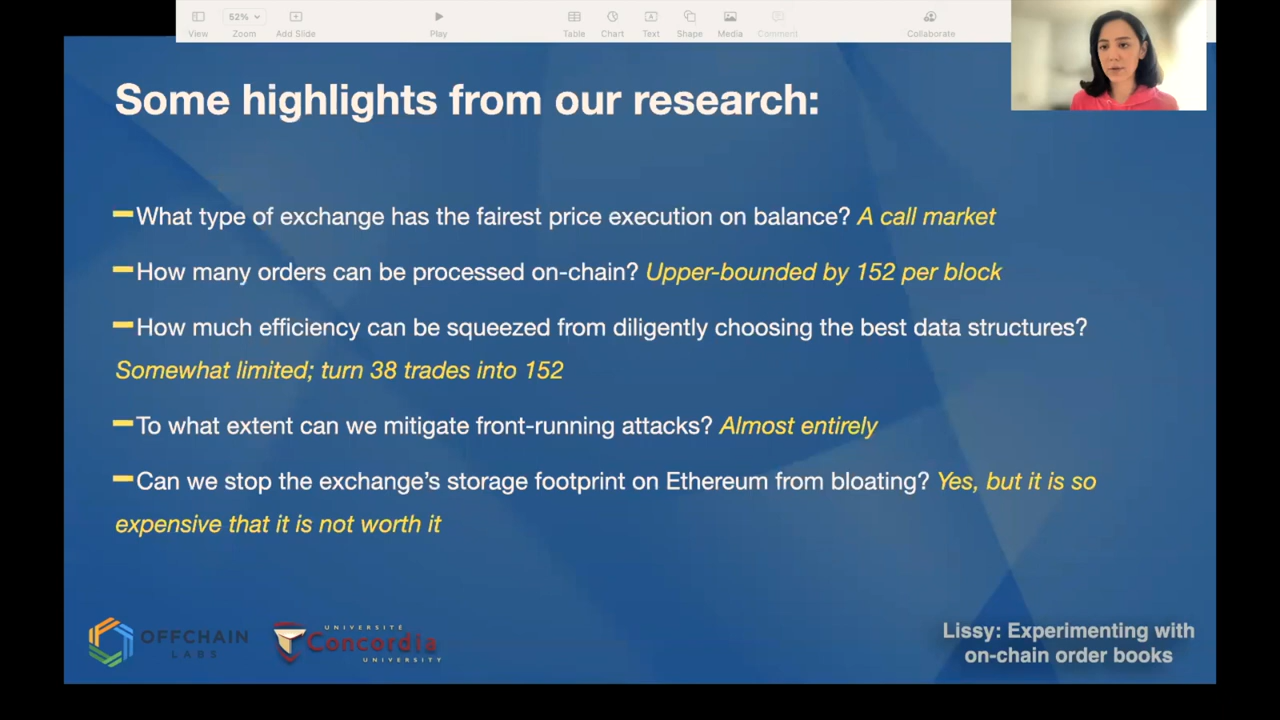 52%
View
Zoom
Add Slide
Play
Table
Chart
Text
Shape
Media
Comment
Collaborate
Some highlights from our research:
What type of exchange has the fairest price execution on balance? A call market
How many orders can be processed on-chain? Upper-bounded by 152 per block
How much efficiency can be squeezed from diligently choosing the best data structures?
Somewhat limited; turn 38 trades into 152
To what extent can we mitigate front-running attacks? Almost entirely
Can we stop the exchange’s storage footprint on Ethereum from bloating? Yes, but it is so
expensive that it is not worth it
OFFCHAIN
LABS
UNIVERSITÉ
Concordia
UNIVERSITY
Lissy: Experimenting with
on-chain order books